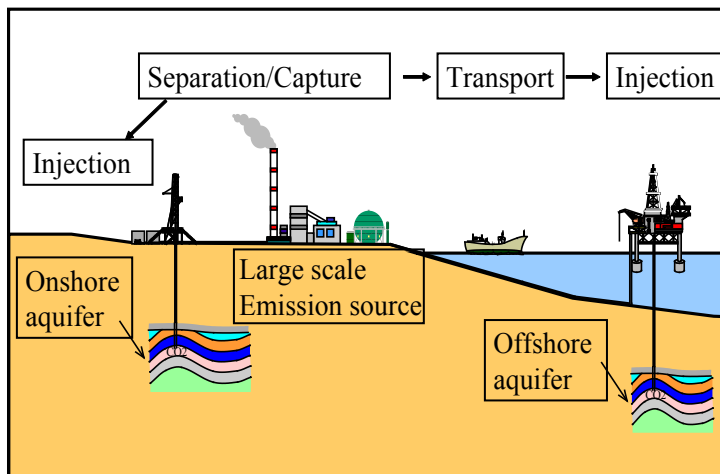 Separation/Capture
Transport
Injection
Injection
Large scale
Emission source
Onshore
aquifer
Offshore
aquifer
CO2
CO2